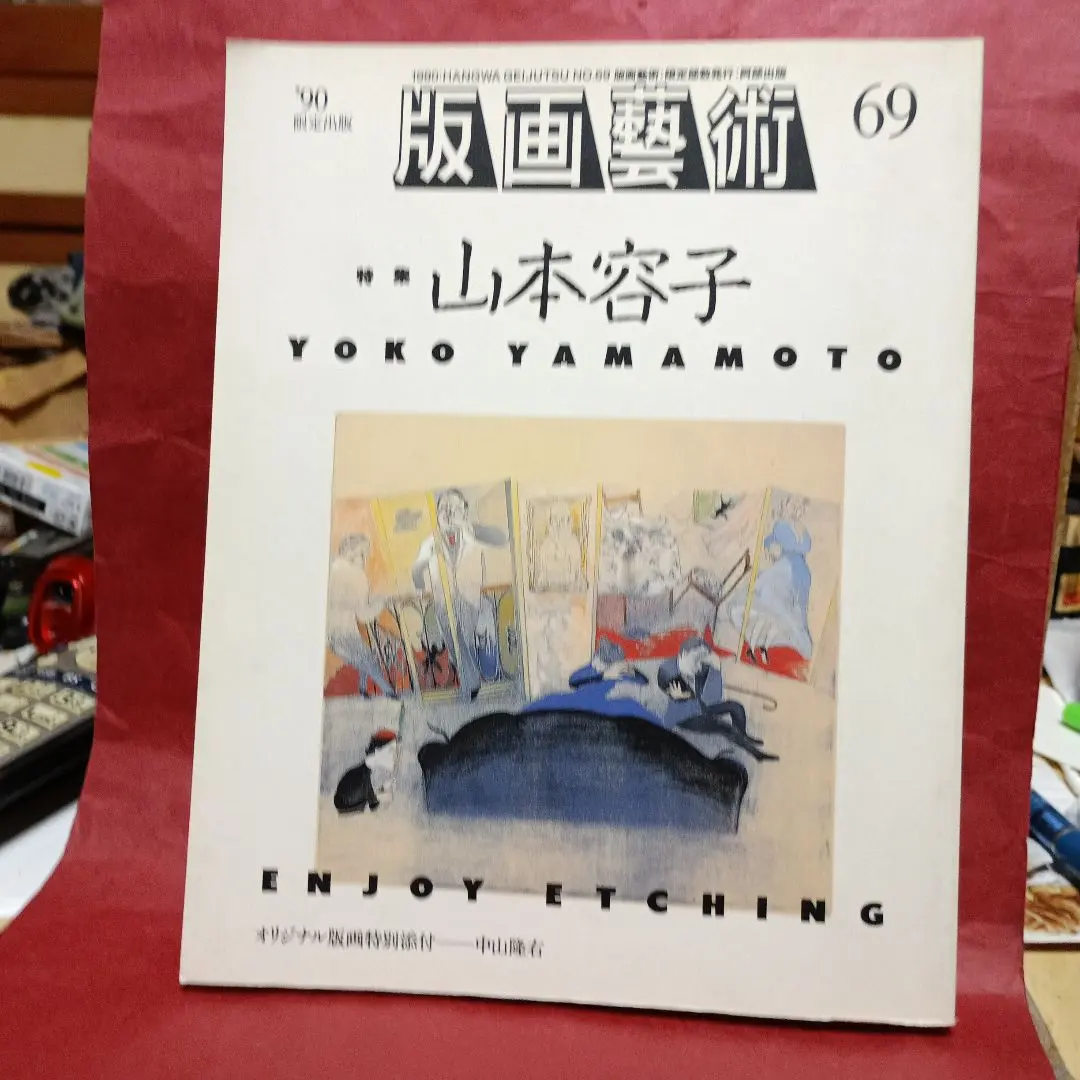 1990:HANGWA GEIJUTSU NO.69 版画藝術:限定部数発行:阿部出版
'90
限定出版
版画藝術
69
特集 山本容子
YOKO YAMAMOTO
ENJOY ETCHING
オリジナル版画特別添付——中山隆右